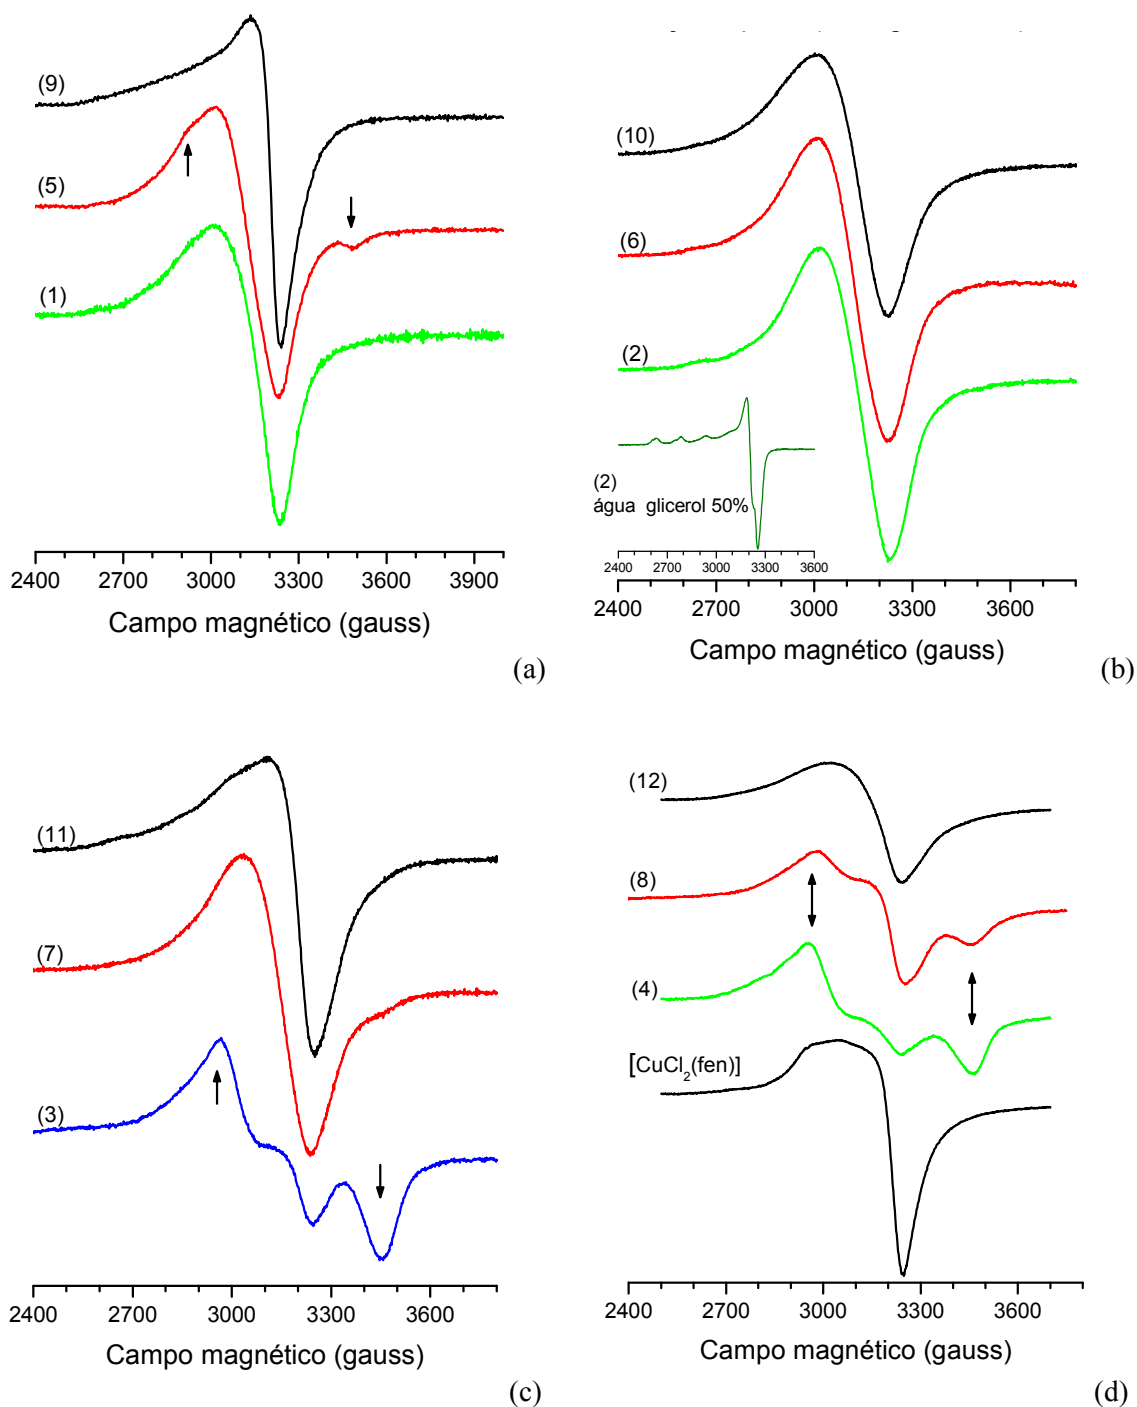 (9)
(5)
(1)
2400 2700 3000 3300 3600 3900
Campo magnético (gauss)
(a)
(10)
(6)
(2)
(2)
água glicerol 50%
2400 2700 3000 3300 3600
2400 2700 3000 3300 3600
Campo magnético (gauss)
(b)
(11)
(7)
(3)
2400 2700 3000 3300 3600
Campo magnético (gauss)
(c)
(12)
(8)
(4)
[CuCl2(fen)]
2400 2700 3000 3300 3600
Campo magnético (gauss)
(d)